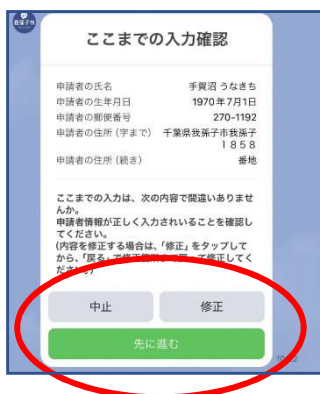 ここまでの入力確認
申請者の氏名 手賀沼 うなきち
申請者の生年月日 1970年7月1日
申請者の郵便番号 270-1192
申請者の住所 (字まで) 千葉県我孫子市我孫子
1858
申請者の住所 (続き) 番地
ここまでの入力は、次の内容で間違いありませ
んか。
申請者情報が正しく入力されいることを確認し
てください。
(内容を修正する場合は、「修正」をタップして
から、「戻る」で修正
て修正してく
中止 修正
先に進む